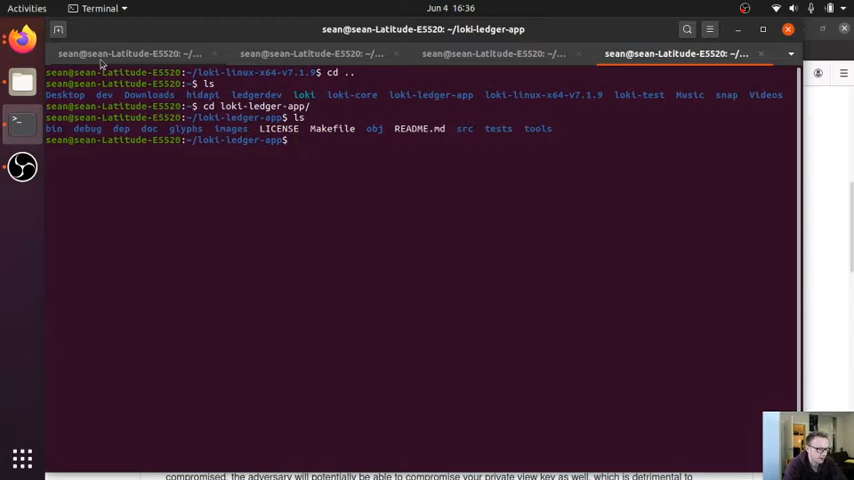 Activities Terminal Jun 4 16:36
sean@sean-Latitude-E5520: ~/loki-ledger-app
sean@sean-Latitude-E5520: ~/... sean@sean-Latitude-E5520: ~/... sean@sean-Latitude-E5520: ~/... sean@sean-Latitude-E5520: ~/...
sean@sean-Latitude-E5520:~/loki-linux-x64-v7.1.9$ cd ..
sean@sean-Latitude-E5520:~$ ls
Desktop dev Downloads hidapi ledgerdev loki loki-core loki-ledger-app loki-linux-x64-v7.1.9 loki-test Music snap Videos
sean@sean-Latitude-E5520:~$ cd loki-ledger-app/
sean@sean-Latitude-E5520:~/loki-ledger-app$ ls
bin debug dep doc glyphs images LICENSE Makefile obj README.md src tests tools
sean@sean-Latitude-E5520:~/loki-ledger-app$
compromised, the adversary will potentially be able to compromise your private view key as well, which is detrimental to